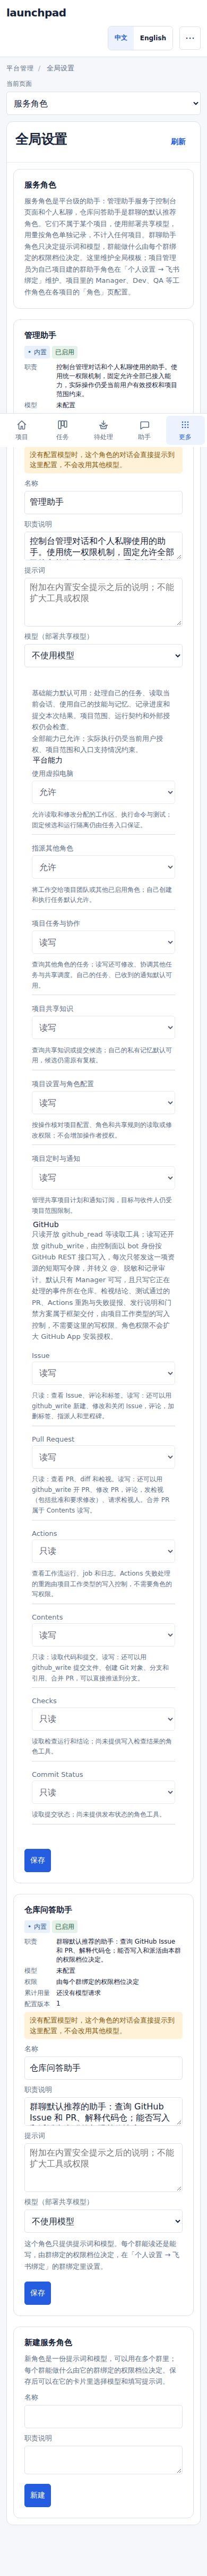 launchpad
中文 English ···
平台管理 / 全局设置
当前页面
服务角色
全局设置
刷新
服务角色
服务角色是平台级的助手：管理助手服务于控制台页面和个人私聊，仓库问答助手是群聊的默认推荐角色。它们不属于某个项目，使用部署共享模型，用量按角色单独记录，不计入任何项目。群聊助手角色只决定提示词和模型，群能做什么由每个群绑定的权限档位决定。这里维护全局模板；项目管理员为自己项目建的群助手角色在「个人设置 → 飞书绑定」维护。项目里的 Manager、Dev、QA 等工作角色在各项目的「角色」页配置。
管理助手
• 内置 已启用
职责 控制台管理对话和个人私聊使用的助手。使用统一权限机制，固定允许全部已接入能力，实际操作仍受当前用户有效授权和项目范围约束。
模型 未配置
项目 任务 待处理 助手 更多
没有配置模型时，这个角色的对话会直接提示到这里配置，不会改用其他模型。
名称
管理助手
职责说明
控制台管理对话和个人私聊使用的助手。使用统一权限机制，固定允许全部
提示词
附加在内置安全提示之后的说明；不能扩大工具或权限
模型（部署共享模型）
不使用模型
基础能力默认可用：处理自己的任务、读取当前会话、使用自己的技能与记忆。记录进度和提交本次结果、项目范围、运行契约和外部授权仍会检查。
全部能力已允许；实际执行仍受当前用户授权、项目范围和入口支持情况约束。
平台能力
使用虚拟电脑
允许
允许读取和修改分配的工作区、执行命令与测试；固定候选和运行隔离仍由任务入口保证。
指派其他角色
允许
将工作交给项目团队或其他已启用角色；自己创建和执行任务默认允许。
项目任务与协作
读写
查询其他角色的任务；读写还可修改、协调其他任务与共享调度。自己的任务、已收到的通知默认可用。
项目共享知识
读写
查询共享知识或提交候选；自己的私有记忆默认可用，候选仍需原有复核。
项目设置与角色配置
读写
按操作核对项目配置、角色和共享规则的读取或修改权限；不会增加操作者授权。
项目定时与通知
读写
管理共享项目计划和通知订阅，目标与收件人仍受项目范围限制。
GitHub
只读开放 github_read 等读取工具；读写还开放 github_write，由控制面以 bot 身份按 GitHub REST 接口写入，每次只签发这一项资源的短期写令牌，并转义 @、脱敏和记录审计。默认只有 Manager 可写，且只写它正在处理的事件所在仓库。检视结论、测试通过的 PR、Actions 重跑与失败提报、发行说明和门禁方案属于框架交付，由项目工作类型的写入控制，不需要这里的写权限。角色权限不会扩大 GitHub App 安装授权。
Issue
读写
只读：查看 Issue、评论和标签。读写：还可以用 github_write 新建、修改和关闭 Issue，评论，加删标签、指派人和里程碑。
Pull Request
读写
只读：查看 PR、diff 和检视。读写：还可以用 github_write 开 PR、修改 PR，评论，发检视（包括批准和要求修改）、请求检视人。合并 PR 属于 Contents 读写。
Actions
只读
查看工作流运行、job 和日志。Actions 失败处理的重跑由项目工作类型的写入控制，不需要角色的写权限。
Contents
读写
只读：读取代码和提交。读写：还可以用 github_write 提交文件、创建 Git 对象、分支和引用、合并 PR，可以直接推送到分支。
Checks
只读
读取检查运行和结论；尚未提供写入检查结果的角色工具。
Commit Status
只读
读取提交状态；尚未提供发布状态的角色工具。
保存
仓库问答助手
• 内置 已启用
职责 群聊默认推荐的助手：查询 GitHub Issue 和 PR、解释代码仓；能否写入和派活由本群的权限档决定。
模型 未配置
权限 由每个群绑定的权限档位决定
累计用量 还没有模型请求
配置版本 1
没有配置模型时，这个角色的对话会直接提示到这里配置，不会改用其他模型。
名称
仓库问答助手
职责说明
群聊默认推荐的助手：查询 GitHub Issue 和 PR、解释代码仓；能否写入
提示词
附加在内置安全提示之后的说明；不能扩大工具或权限
模型（部署共享模型）
不使用模型
这个角色只提供提示词和模型。每个群能读还是能写，由群绑定的权限档位决定，在「个人设置 → 飞书绑定」的群绑定里设置。
保存
新建服务角色
新角色是一份提示词和模型，可以用在多个群里；每个群能做什么由它的群绑定的权限档位决定。保存后可以在它的卡片里选择模型和填写提示词。
名称
职责说明
新建